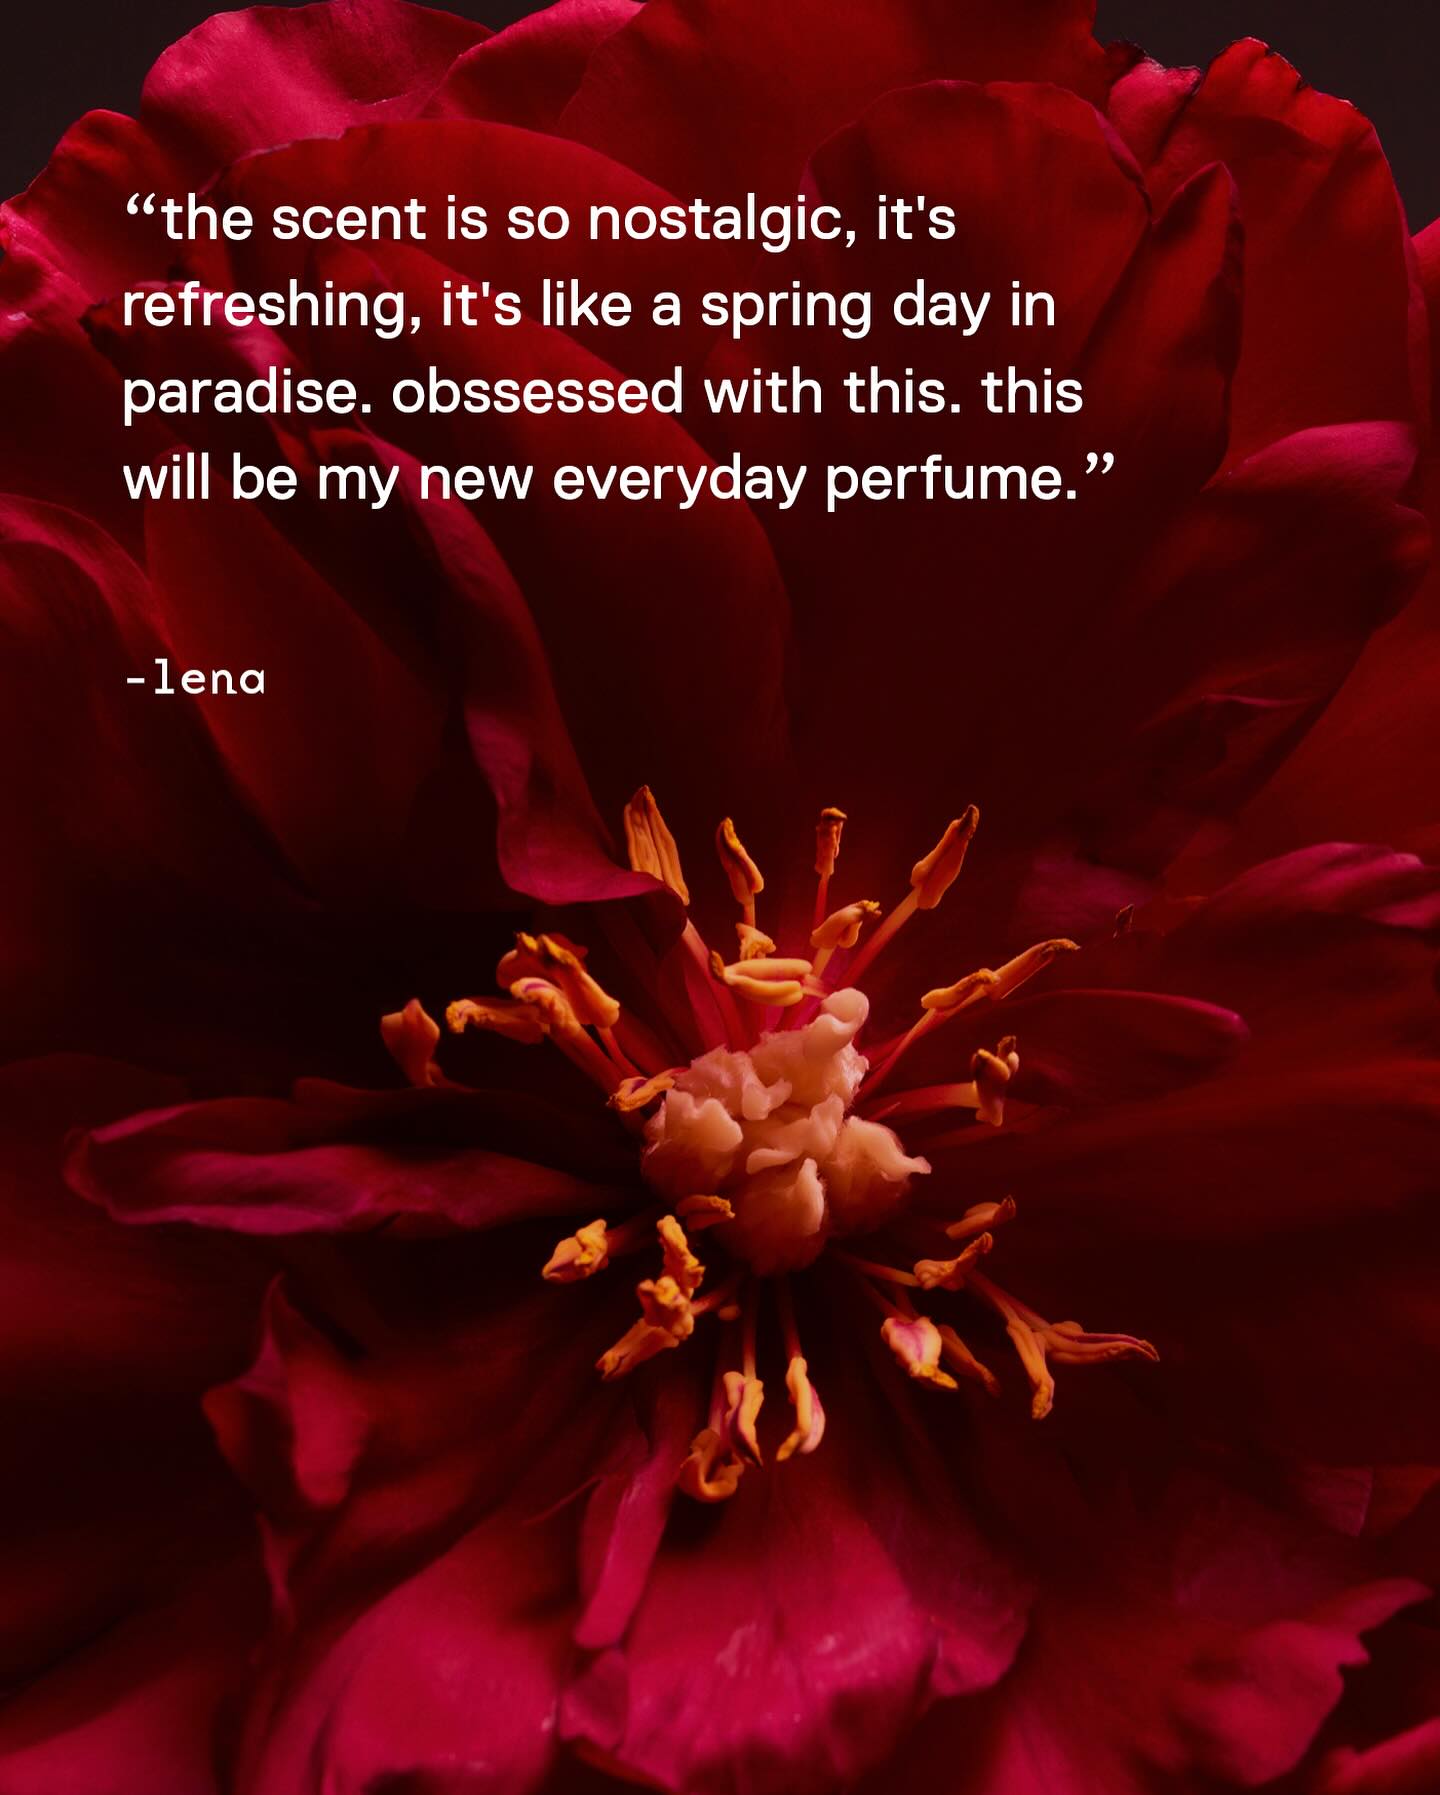 “the scent is so nostalgic, it's
refreshing, it's like a spring day in
paradise. obssessed with this. this
will be my new everyday perfume.”
-lena